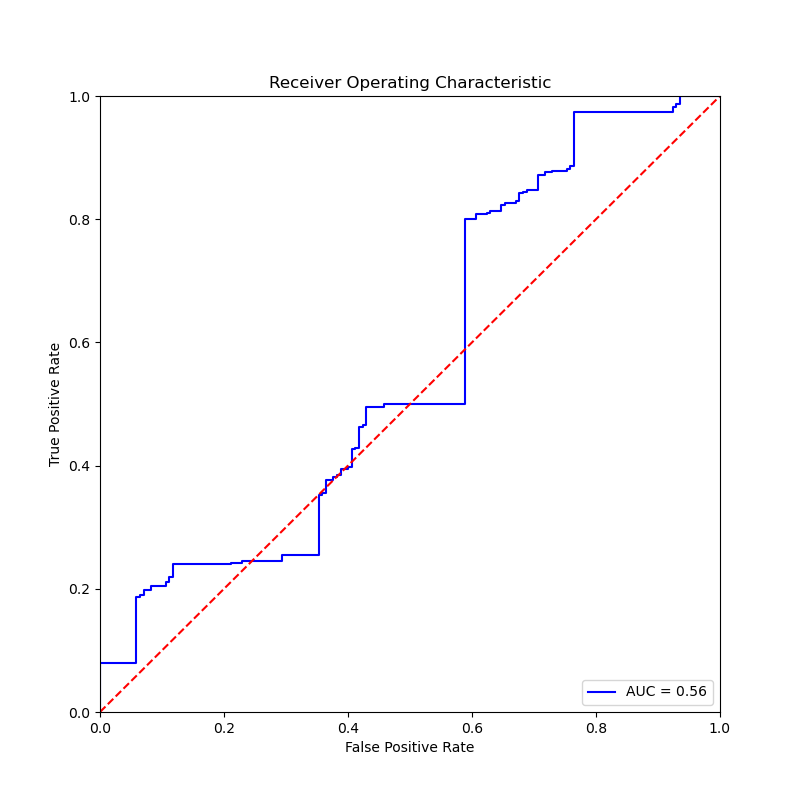 Receiver Operating Characteristic
1.0
0.8
0.6
0.4
0.2
0.0
True Positive Rate
AUC = 0.56
0.0 0.2 0.4 0.6 0.8 1.0
False Positive Rate